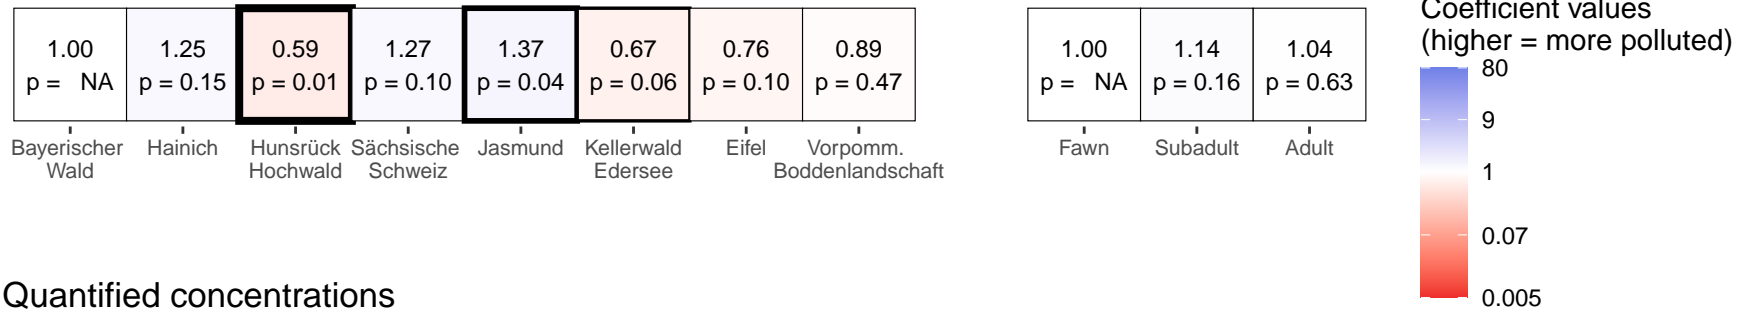 Coefficient values
(higher = more polluted)
1.00 1.25 0.59 1.27 1.37 0.67 0.76 0.89
p = NA p = 0.15 p = 0.01 p = 0.10 p = 0.04 p = 0.06 p = 0.10 p = 0.47
1.00 1.14 1.04
p = NA p = 0.16 p = 0.63
Bayerischer Hainich Hunsrück Sächsische Jasmund Kellerwald Eifel Vorpomm.
Wald Hochwald Schweiz Edersee Boddenlandschaft
Fawn Subadult Adult
80
9
1
0.07
0.005
Quantified concentrations